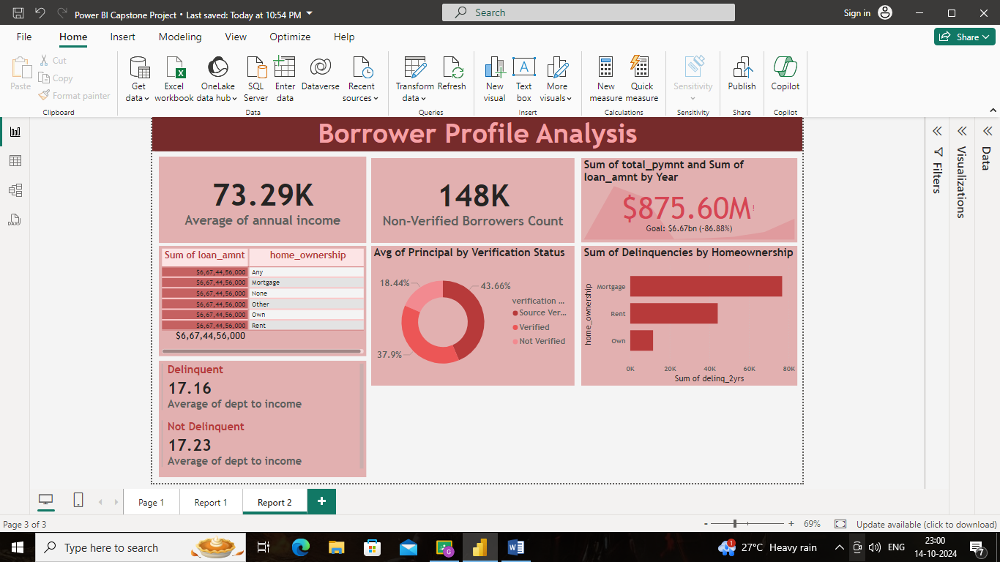 Power BI Capstone Project • Last saved: Today at 10:54 PM
Search
Sign in
File
Home
Insert
Modeling
View
Optimize
Help
Share
Paste
Cut
Copy
Format painter
Clipboard
Get data
Excel workbook
OneLake data hub
SQL Server
Enter data
Dataverse
Recent sources
Data
Transform data
Refresh
Queries
New visual
Text box
More visuals
Insert
New measure
Quick measure
Calculations
Sensitivity
Sensitivity
Publish
Share
Copilot
Copilot
Borrower Profile Analysis
73.29K
Average of annual income
148K
Non-Verified Borrowers Count
Sum of total_pymnt and Sum of
loan_amnt by Year
$875.60M!
Goal: $6.67bn (-86.88%)
Sum of loan_amnt home_ownership
$6,67,44,56,000 Any
$6,67,44,56,000 Mortgage
$6,67,44,56,000 None
$6,67,44,56,000 Other
$6,67,44,56,000 Own
$6,67,44,56,000 Rent
$6,67,44,56,000
Avg of Principal by Verification Status
18.44%
43.66%
37.9%
verification ...
Source Ver...
Verified
Not Verified
Sum of Delinquencies by Homeownership
home_ownership
Mortgage
Rent
Own
0K 20K 40K 60K 80K
Sum of delinq_2yrs
Delinquent
17.16
Average of dept to income
Not Delinquent
17.23
Average of dept to income
Filters
Visualizations
Data
Page 1
Report 1
Report 2
Page 3 of 3
69%
Update available (click to download)
Type here to search
27°C Heavy rain
ENG
23:00
14-10-2024
7